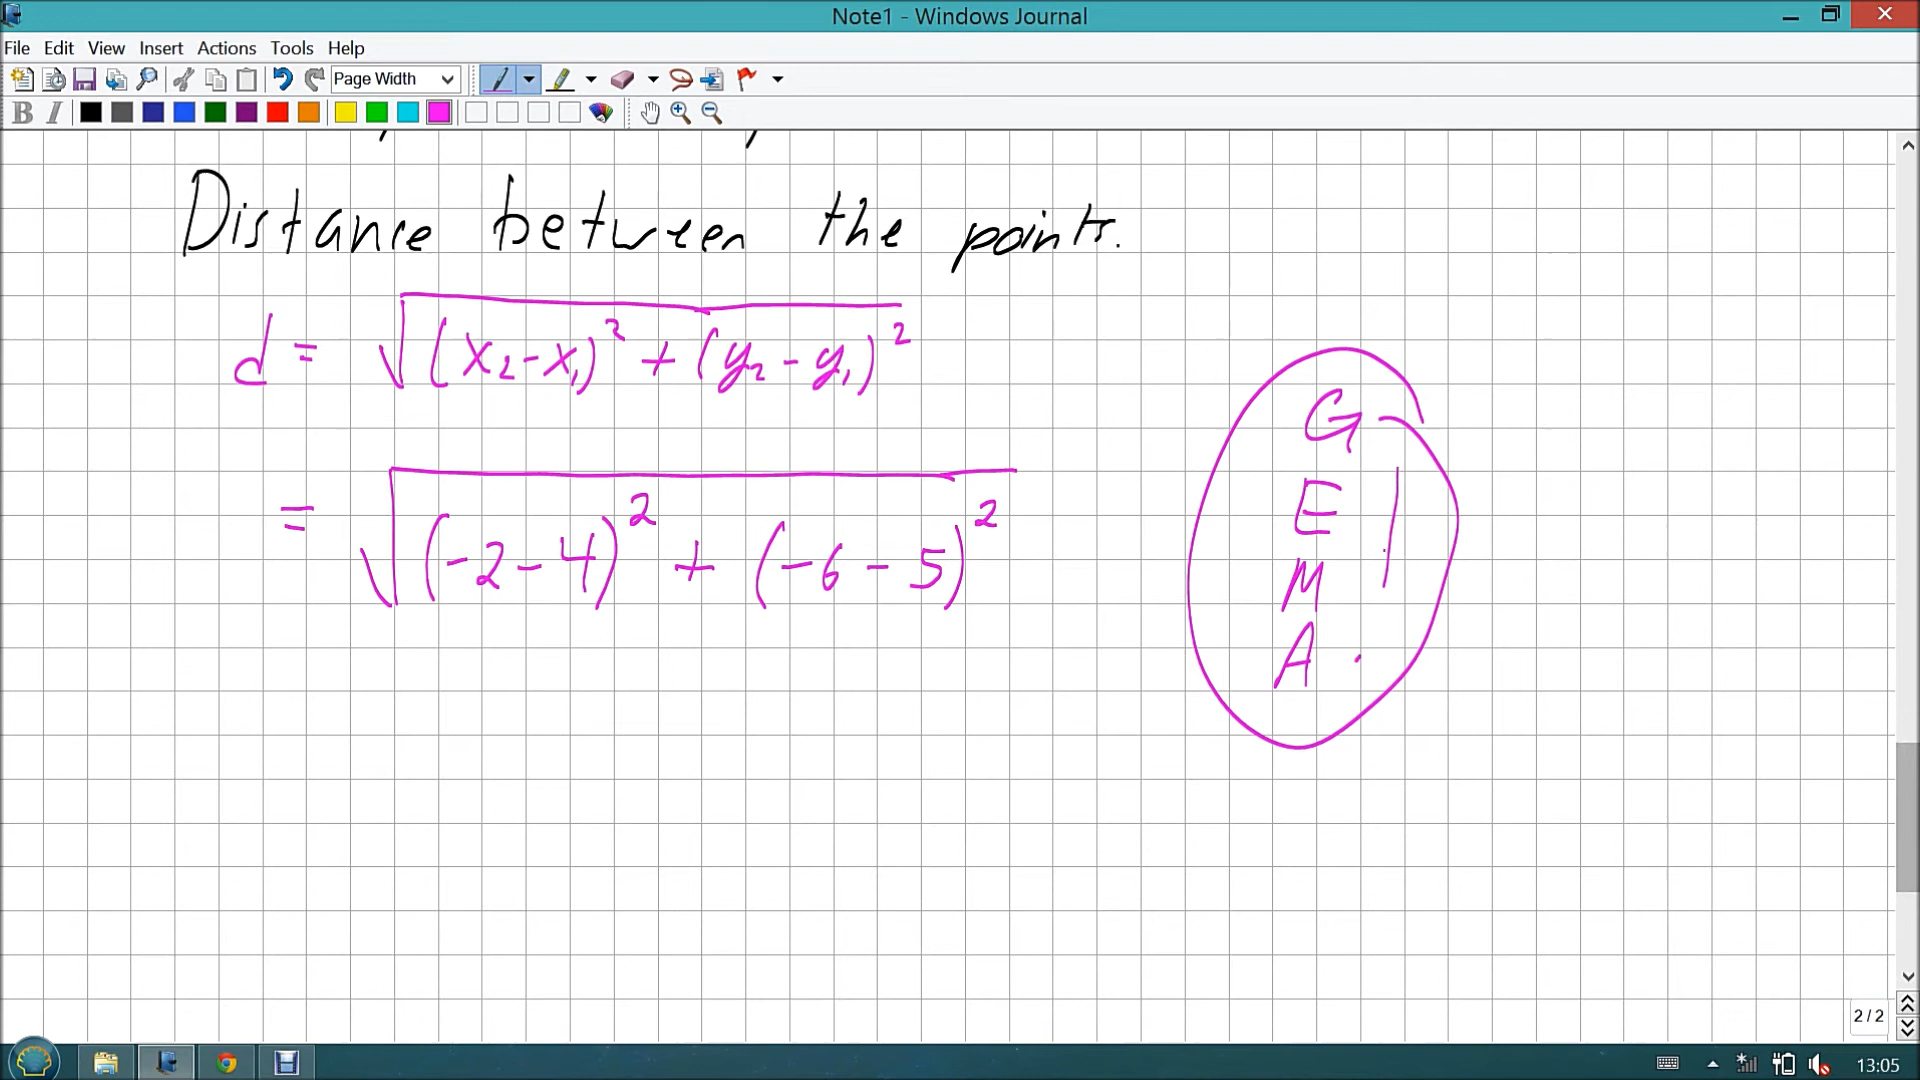 Note1 - Windows Journal
File Edit View Insert Actions Tools Help
Page Width
B I
Distance between the points.
d = √(x₂-x₁)² + (y₂-y₁)²
= √(-2-4)² + (-6-5)²
G
E
M
A
2 / 2
13:05